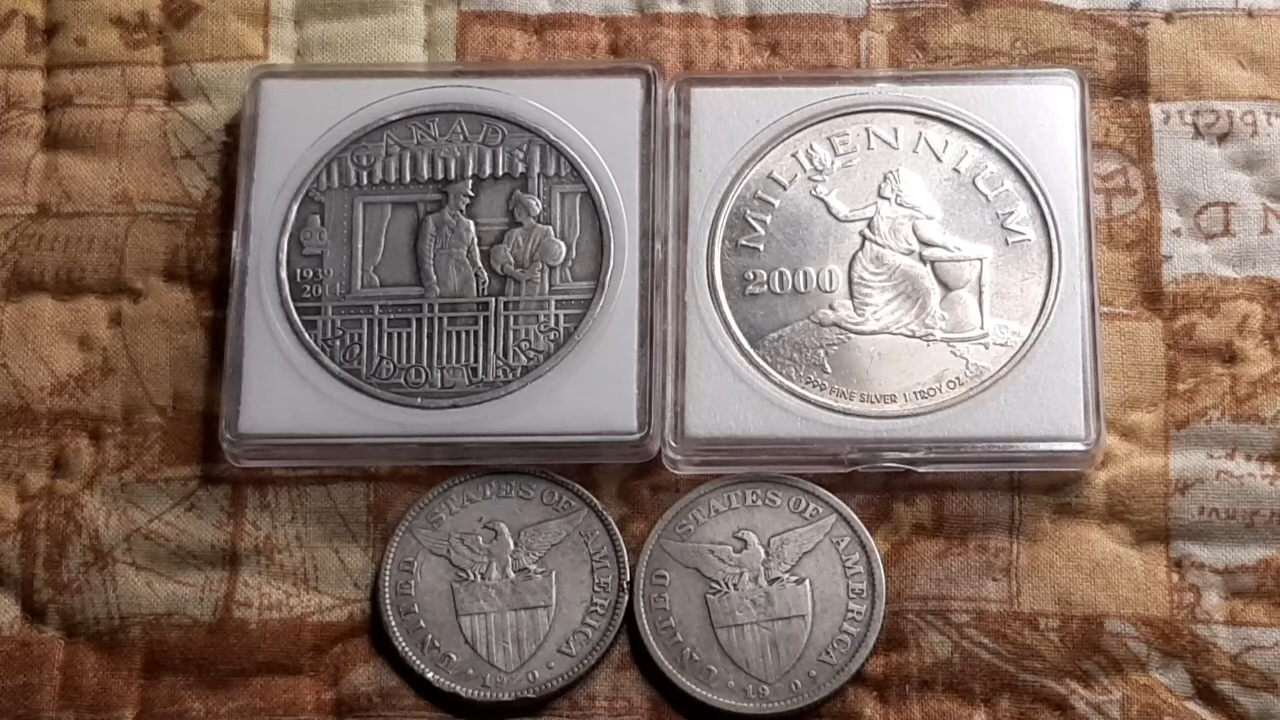 CANADA
1939
20 DOLLARS
MILLENNIUM
2000
.999 FINE SILVER 1 TROY OZ.
UNITED STATES OF AMERICA
UNITED STATES OF AMERICA